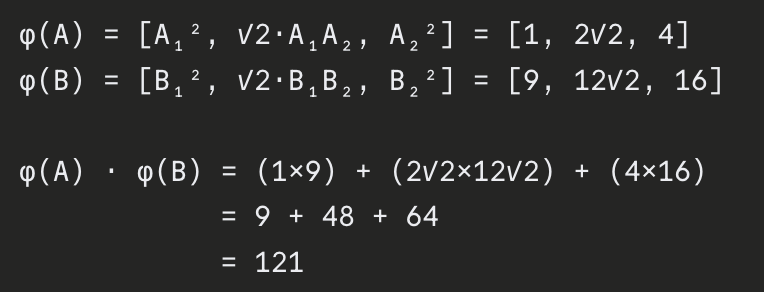 φ(A) = [A₁², √2·A₁A₂, A₂²] = [1, 2√2, 4]
φ(B) = [B₁², √2·B₁B₂, B₂²] = [9, 12√2, 16]
φ(A) · φ(B) = (1×9) + (2√2×12√2) + (4×16)
= 9 + 48 + 64
= 121